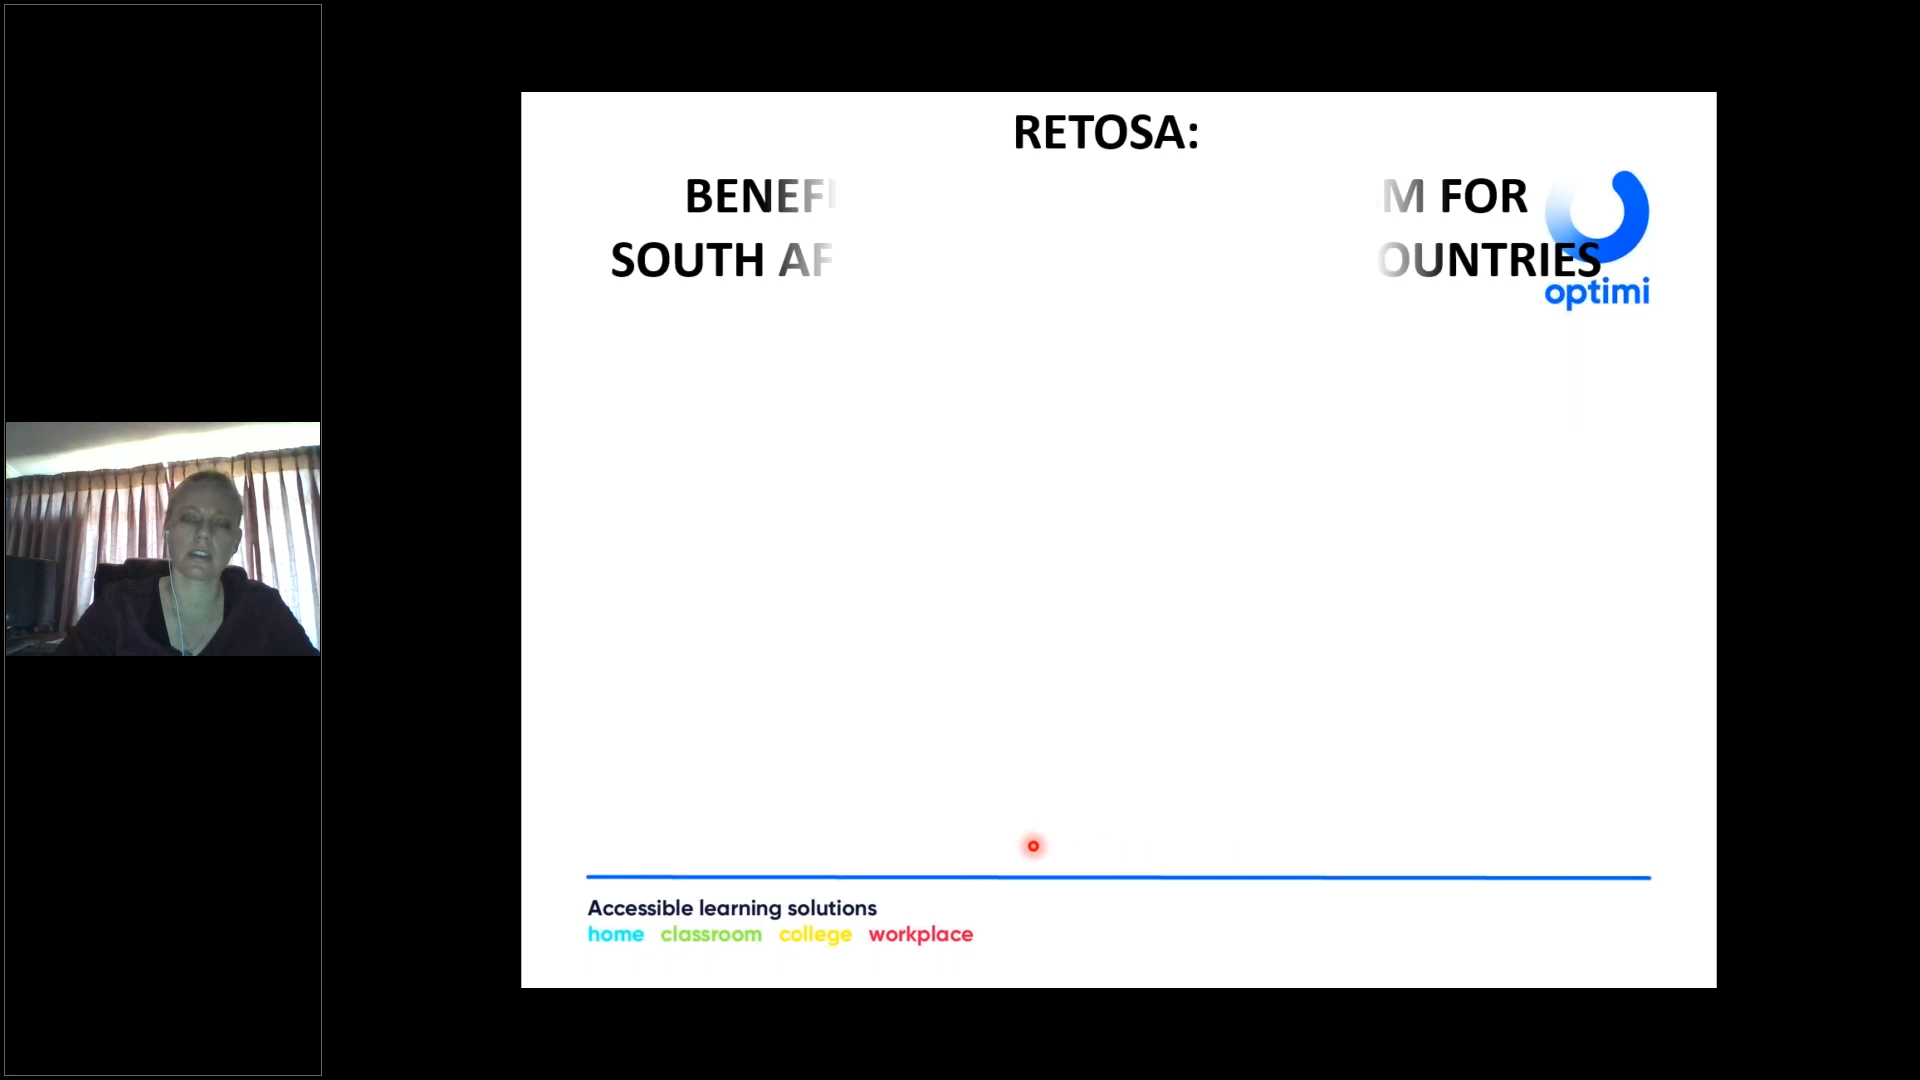 RETOSA:
BENEF M FOR
SOUTH AF OUNTRIES
optimi
Accessible learning solutions
home classroom college workplace